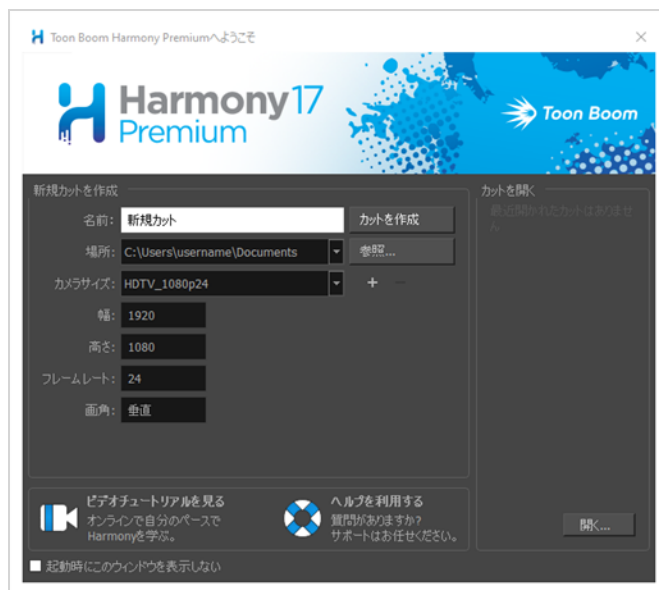 Toon Boom Harmony Premiumへようこそ
Harmony 17
Premium
Toon Boom
新規カットを作成
名前: 新規カット カットを作成
場所: C:\Users\username\Documents 参照...
カメラサイズ: HDTV_1080p24
幅: 1920
高さ: 1080
フレームレート: 24
画角: 垂直
カットを開く
最近開かれたカットはありませ
ん
ビデオチュートリアルを見る
オンラインで自分のペースで
Harmonyを学ぶ。
ヘルプを利用する
質問がありますか?
サポートはお任せください。
開く...
起動時にこのウィンドウを表示しない